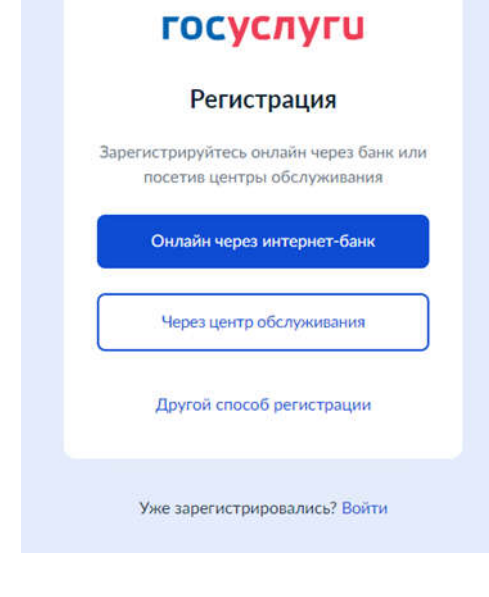 госуслуги
Регистрация
Зарегистрируйтесь онлайн через банк или
посетив центры обслуживания
Онлайн через интернет-банк
Через центр обслуживания
Другой способ регистрации
Уже зарегистрировались? Войти